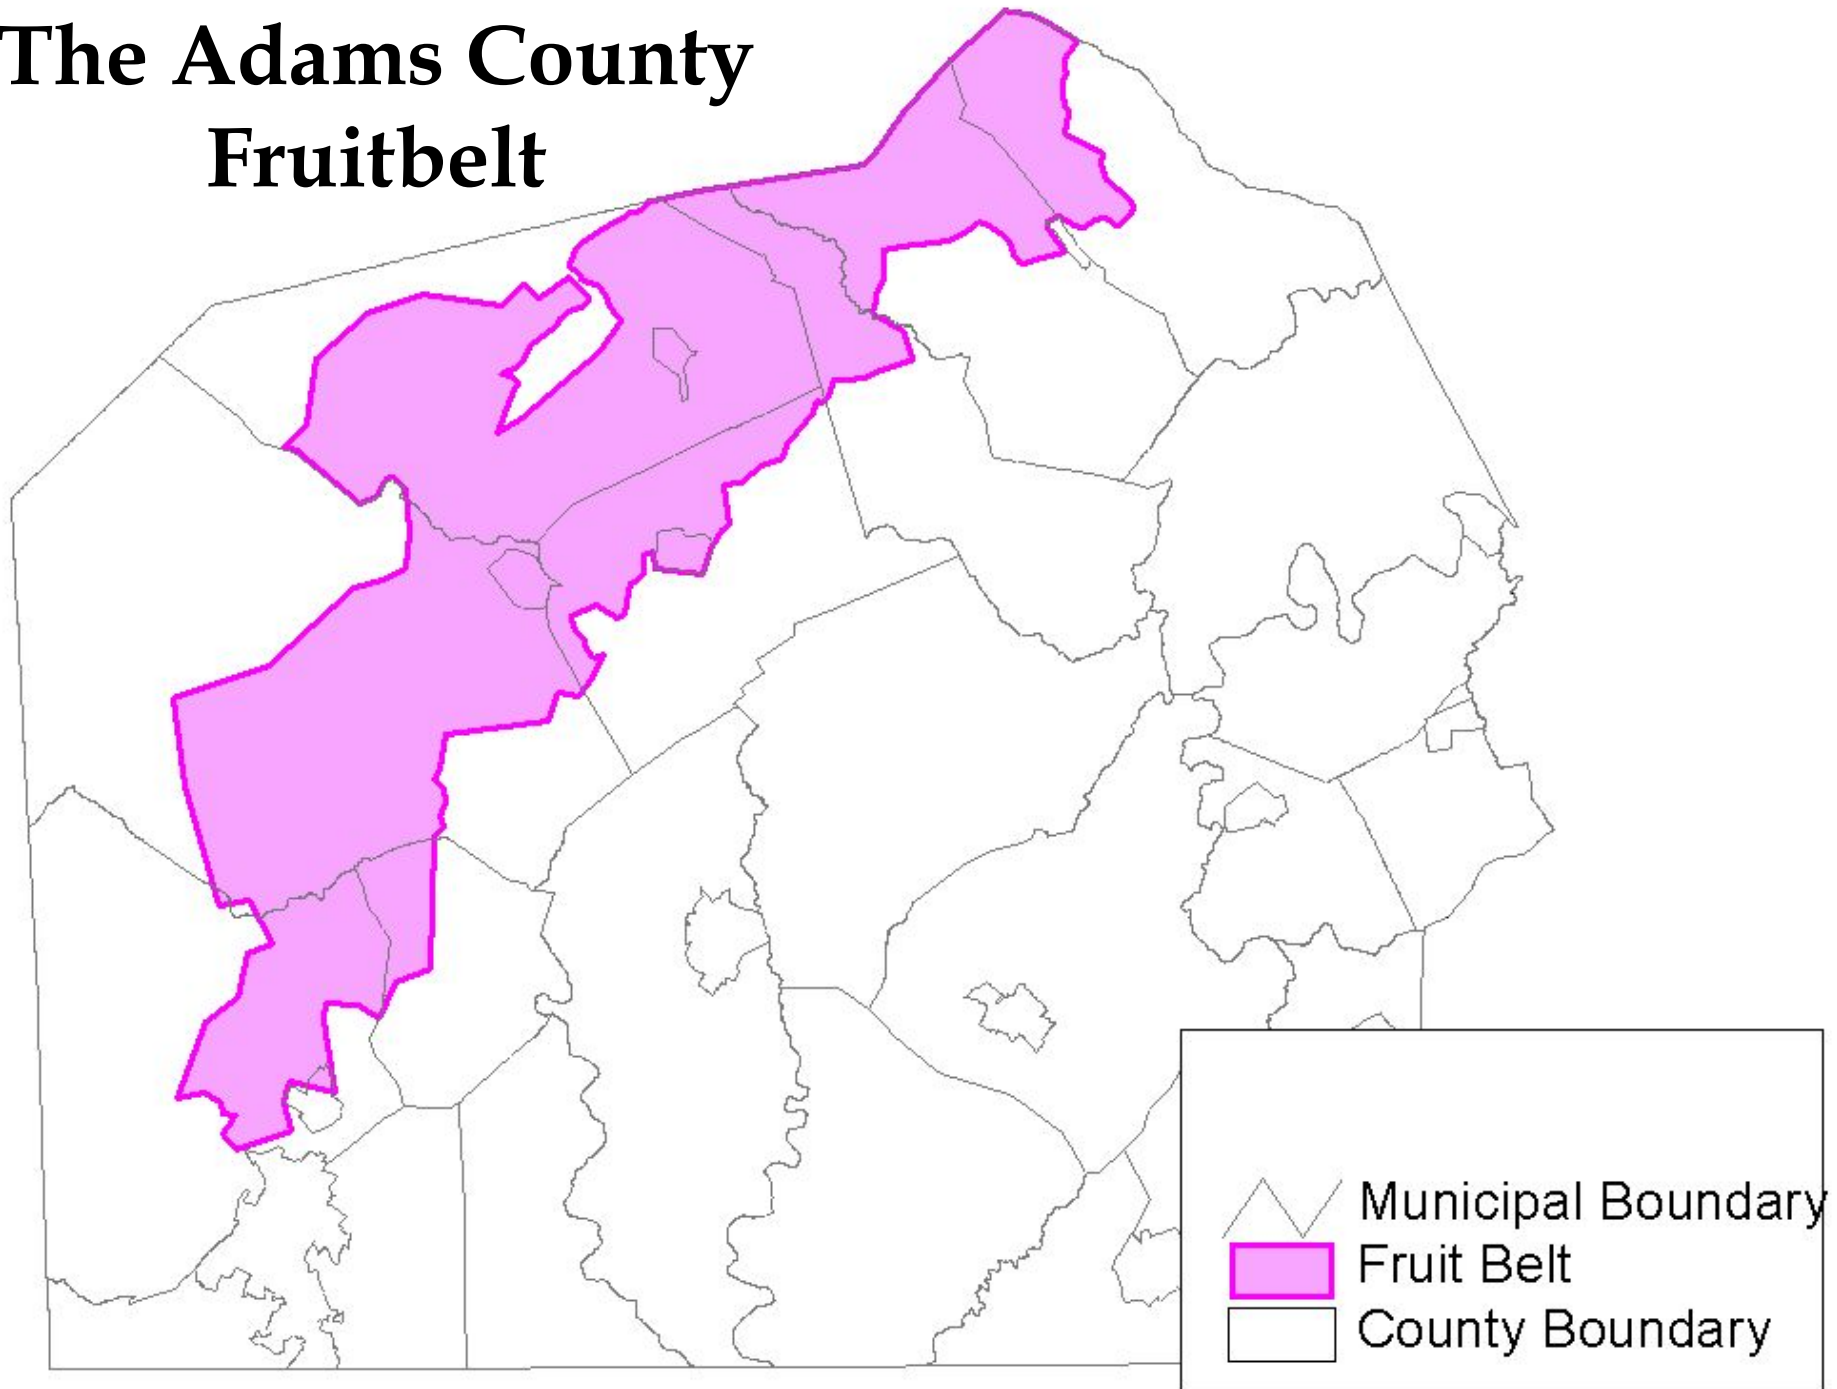 The Adams County
Fruitbelt
Municipal Boundary
Fruit Belt
County Boundary